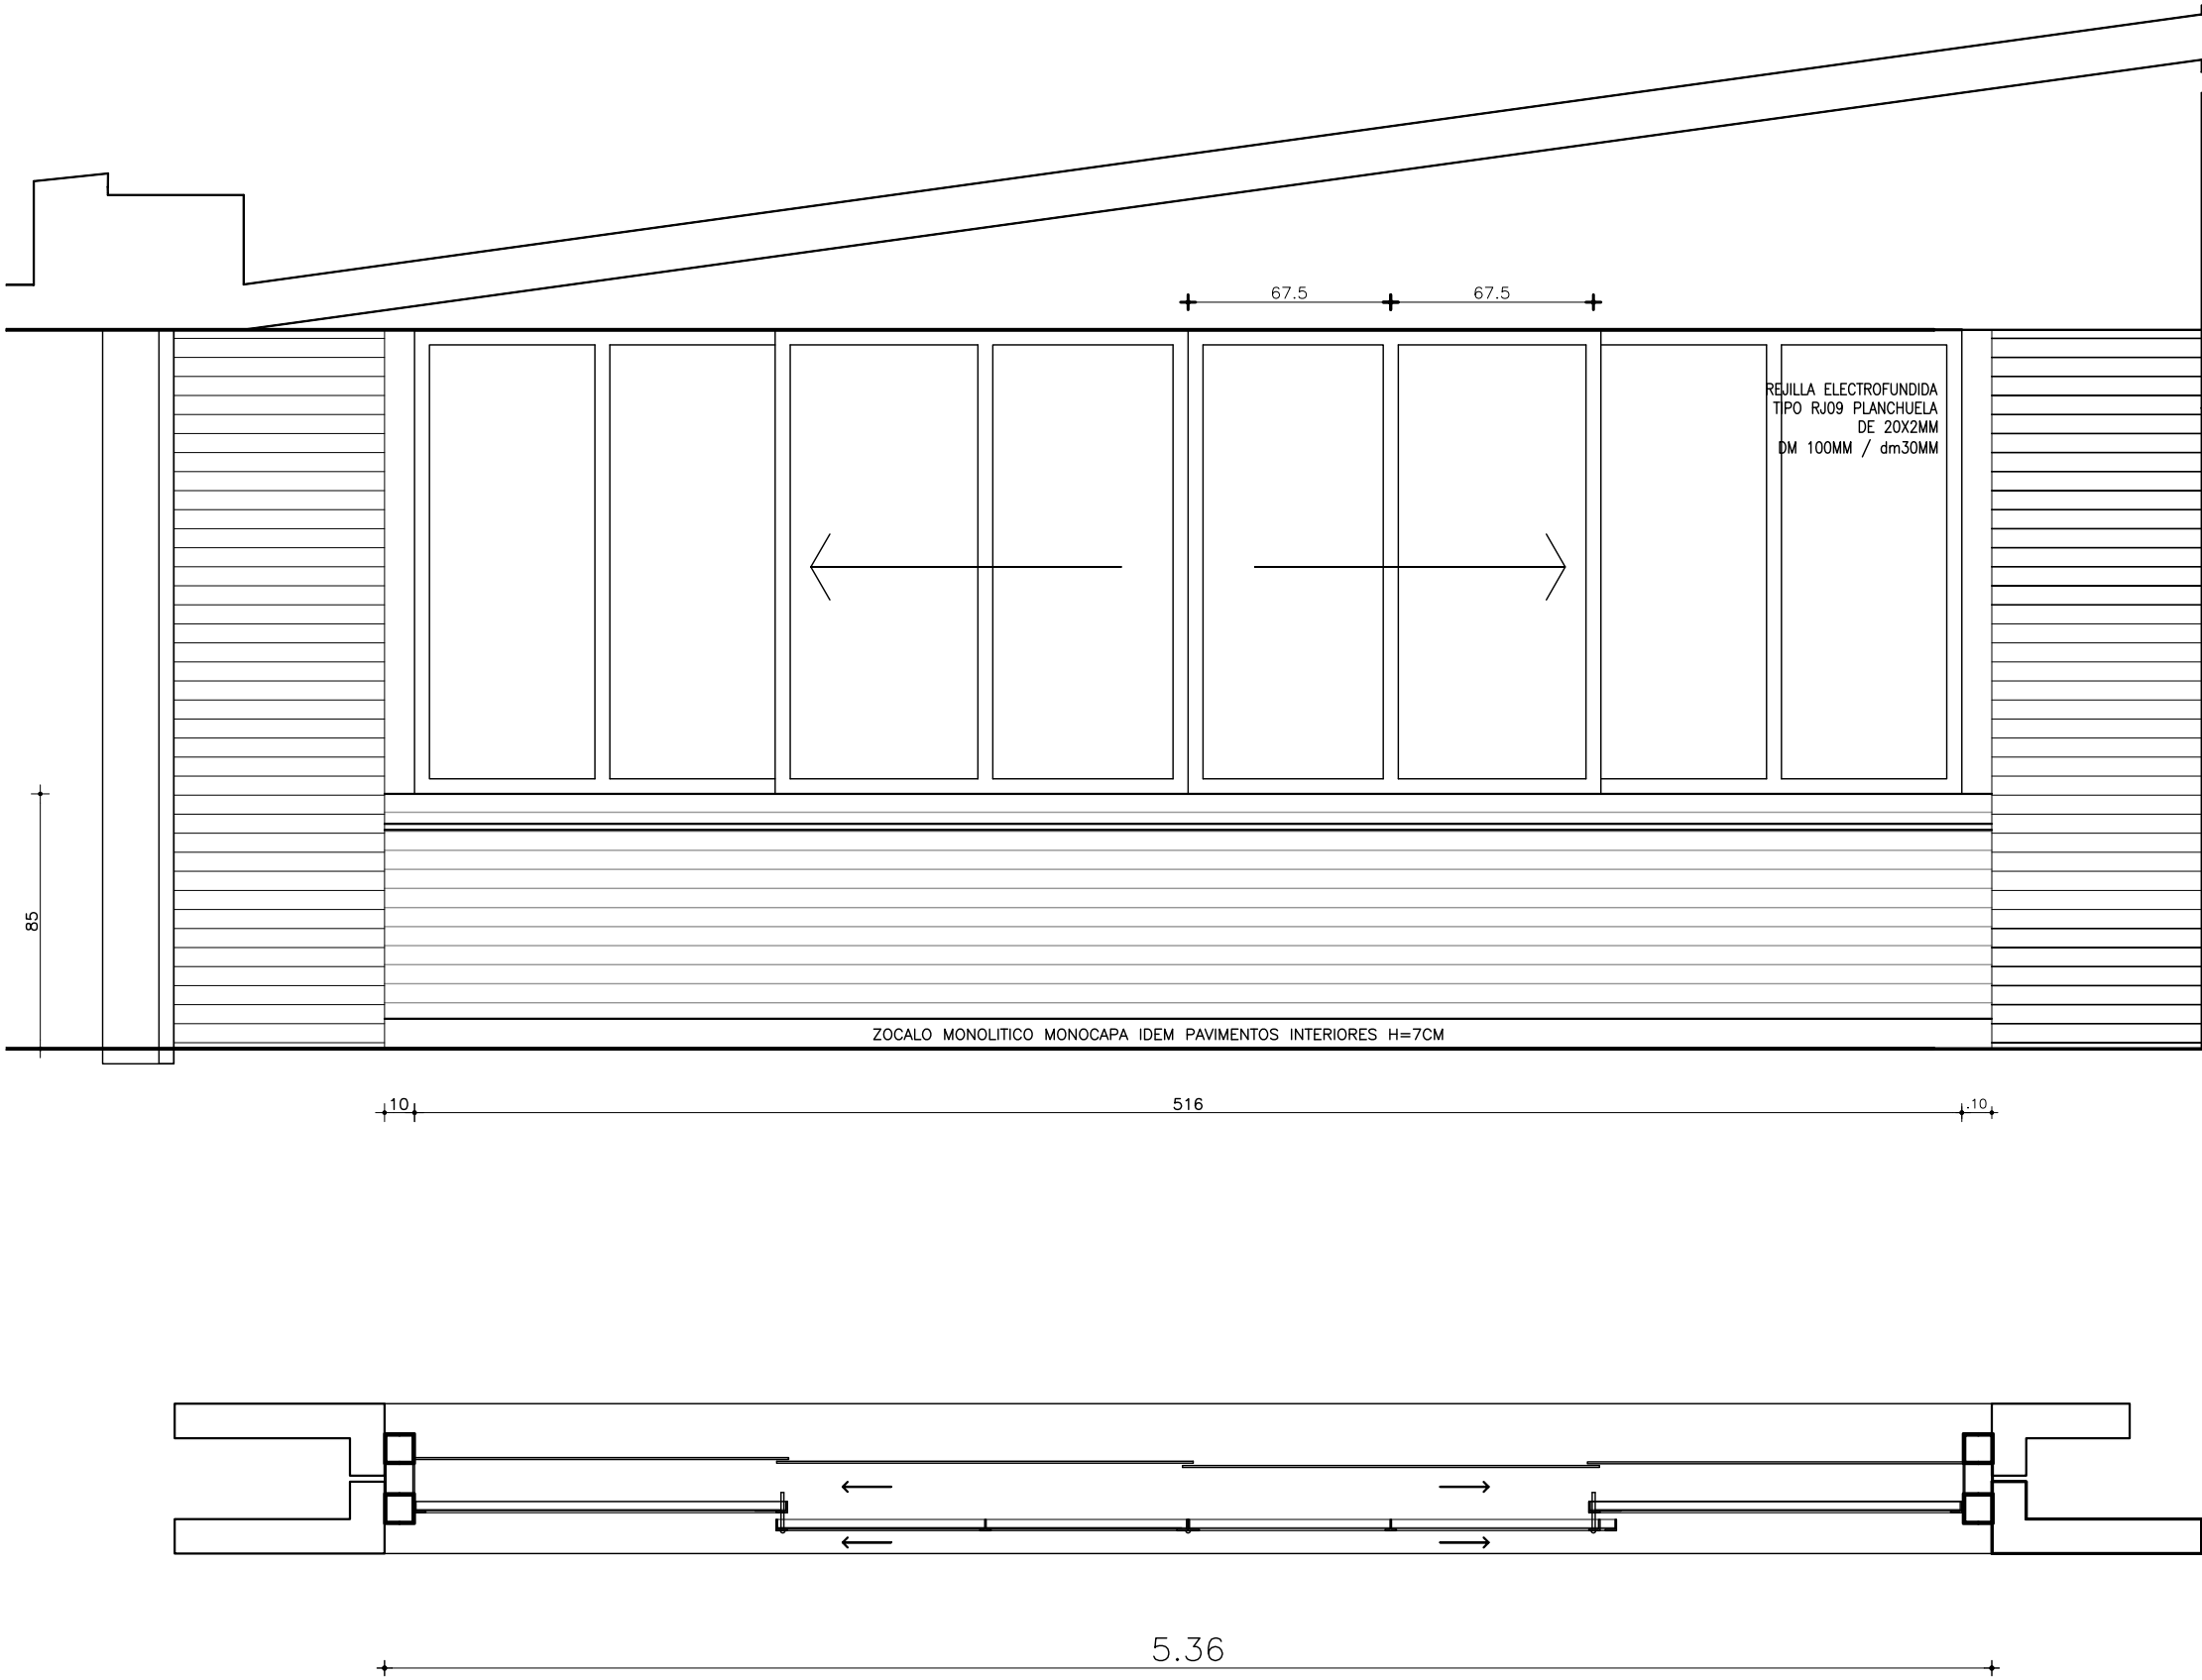 67.5 67.5
REJILLA ELECTROFUNDIDA
TIPO RJ09 PLANCHUELA
DE 20X2MM
DM 100MM / dm30MM
85
ZOCALO MONOLITICO MONOCAPA IDEM PAVIMENTOS INTERIORES H=7CM
10 516 .10
5.36